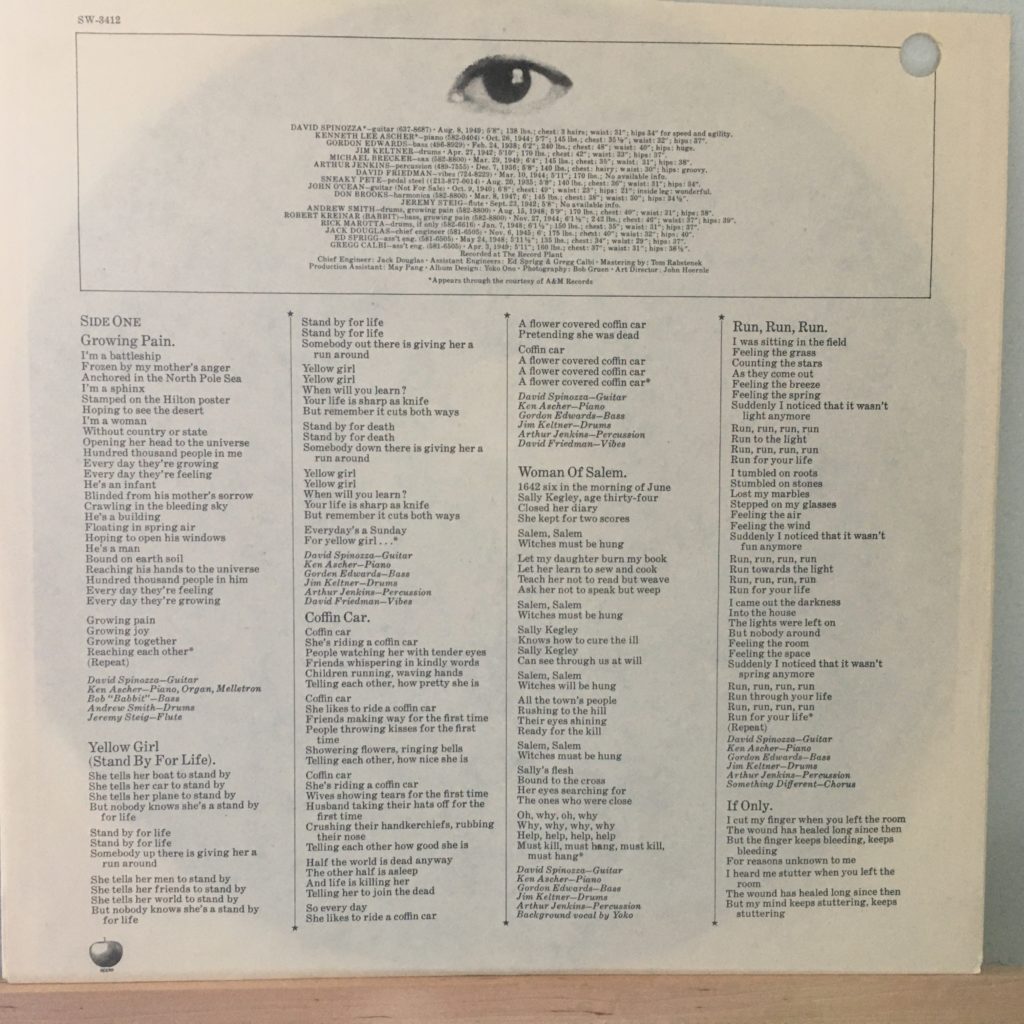 SW-3412
DAVID SPINOZZA*—guitar (637-8687) · Aug. 8, 1949; 5'8"; 138 lbs.; chest: 3 hairs; waist: 31"; hips 34" for speed and agility.
KENNETH LEE ASCHER*—piano (582-0404) · Oct. 26, 1944; 5'7"; 145 lbs.; chest: 35½"; waist: 32"; hips: 37".
GORDON EDWARDS—bass (486-8929) · Feb. 24, 1938; 6'2"; 240 lbs.; chest: 48"; waist: 40"; hips: huge.
JIM KELTNER—drums · Apr. 27, 1942; 5'10"; 170 lbs.; chest: 42"; waist: 33"; hips: 37".
MICHAEL BRECKER—sax (582-8800) · Mar. 29, 1949; 6'4"; 145 lbs.; chest: 35"; waist: 31"; hips: 38".
ARTHUR JENKINS—percussion (489-7555) · Dec. 7, 1936; 5'8"; 140 lbs.; chest: hairy; waist: 30"; hips: groovy.
DAVID FRIEDMAN—vibes (724-8229) · Mar. 10, 1944; 5'11"; 170 lbs.; No available info.
SNEAKY PETE—pedal steel ((213-877-0014) · Aug. 20, 1935; 5'8"; 140 lbs.; chest: 36"; waist: 31"; hips: 34".
JOHN O'CEAN—guitar (Not For Sale) · Oct. 9, 1940; 6'8"; chest: 49"; waist: 23"; hips: 21"; inside leg: wonderful.
DON BROOKS—harmonica (582-8800) · Mar. 8, 1947; 6'; 145 lbs.; chest: 38"; waist: 30"; hips: 34½".
JEREMY STEIG—flute · Sept. 23, 1942; 5'8"; No available info.
ANDREW SMITH—drums, growing pain (582-8800) · Aug. 15, 1948; 5'9"; 170 lbs.; chest: 40"; waist: 31"; hips: 38".
ROBERT KREINAR (BABBIT)—bass, growing pain (582-8800) · Nov. 27, 1944; 6'1½"; 242 lbs.; chest: 46"; waist: 37"; hips: 39".
RICK MAROTTA—drums, if only (582-6616) · Jan. 7, 1948; 6'1½"; 150 lbs.; chest: 35"; waist: 31"; hips: 37".
JACK DOUGLAS—chief engineer (581-6505) · Nov. 6, 1945; 6'; 175 lbs.; chest: 40"; waist: 32"; hips: 40".
ED SPRIGG—ass't eng. (581-6505) · May 24, 1948; 5'11½"; 135 lbs.; chest: 34"; waist: 29"; hips: 37".
GREGG CALBI—ass't eng. (581-6505) · Apr. 3, 1949; 5'11"; 160 lbs.; chest: 37"; waist: 31"; hips: 38½".
Recorded at The Record Plant
Chief Engineer: Jack Douglas · Assistant Engineers: Ed Sprigg & Gregg Calbi · Mastering by: Tom Rabstenek
Production Assistant: May Pang · Album Design: Yoko Ono · Photography: Bob Gruen · Art Director: John Hoernle
*Appears through the courtesy of A&M Records
SIDE ONE
Growing Pain.
I'm a battleship
Frozen by my mother's anger
Anchored in the North Pole Sea
I'm a sphinx
Stamped on the Hilton poster
Hoping to see the desert
I'm a woman
Without country or state
Opening her head to the universe
Hundred thousand people in me
Every day they're growing
Every day they're feeling
He's an infant
Blinded from his mother's sorrow
Crawling in the bleeding sky
He's a building
Floating in spring air
Hoping to open his windows
He's a man
Bound on earth soil
Reaching his hands to the universe
Hundred thousand people in him
Every day they're feeling
Every day they're growing
Growing pain
Growing joy
Growing together
Reaching each other*
(Repeat)
David Spinozza—Guitar
Ken Ascher—Piano, Organ, Melletron
Bob "Babbit"—Bass
Andrew Smith—Drums
Jeremy Steig—Flute
Yellow Girl
(Stand By For Life).
She tells her boat to stand by
She tells her car to stand by
She tells her plane to stand by
But nobody knows she's a stand by
for life
Stand by for life
Stand by for life
Somebody up there is giving her a
run around
She tells her men to stand by
She tells her friends to stand by
She tells her world to stand by
But nobody knows she's a stand by
for life
Stand by for life
Stand by for life
Somebody out there is giving her a
run around
Yellow girl
Yellow girl
When will you learn?
Your life is sharp as knife
But remember it cuts both ways
Stand by for death
Stand by for death
Somebody down there is giving her a
run around
Yellow girl
Yellow girl
When will you learn?
Your life is sharp as knife
But remember it cuts both ways
Everyday's a Sunday
For yellow girl . . .*
David Spinozza—Guitar
Ken Ascher—Piano
Gorden Edwards—Bass
Jim Keltner—Drums
Arthur Jenkins—Percussion
David Friedman—Vibes
Coffin Car.
Coffin car
She's riding a coffin car
People watching her with tender eyes
Friends whispering in kindly words
Children running, waving hands
Telling each other, how pretty she is
Coffin car
She likes to ride a coffin car
Friends making way for the first time
People throwing kisses for the first
time
Showering flowers, ringing bells
Telling each other, how nice she is
Coffin car
She's riding a coffin car
Wives showing tears for the first time
Husband taking their hats off for the
first time
Crushing their handkerchiefs, rubbing
their nose
Telling each other how good she is
Half the world is dead anyway
The other half is asleep
And life is killing her
Telling her to join the dead
So every day
She likes to ride a coffin car
A flower covered coffin car
Pretending she was dead
Coffin car
A flower covered coffin car
A flower covered coffin car
A flower covered coffin car*
David Spinozza—Guitar
Ken Ascher—Piano
Gordon Edwards—Bass
Jim Keltner—Drums
Arthur Jenkins—Percussion
David Friedman—Vibes
Woman Of Salem.
1642 six in the morning of June
Sally Kegley, age thirty-four
Closed her diary
She kept for two scores
Salem, Salem
Witches must be hung
Let my daughter burn my book
Let her learn to sew and cook
Teach her not to read but weave
Ask her not to speak but weep
Salem, Salem
Witches must be hung
Sally Kegley
Knows how to cure the ill
Sally Kegley
Can see through us at will
Salem, Salem
Witches will be hung
All the town's people
Rushing to the hill
Their eyes shining
Ready for the kill
Salem, Salem
Witches must be hung
Sally's flesh
Bound to the cross
Her eyes searching for
The ones who were close
Oh, why, oh, why
Why, why, why, why
Help, help, help, help
Must kill, must hang, must kill,
must hang*
David Spinozza—Guitar
Ken Ascher—Piano
Gordon Edwards—Bass
Jim Keltner—Drums
Arthur Jenkins—Percussion
Background vocal by Yoko
Run, Run, Run.
I was sitting in the field
Feeling the grass
Counting the stars
As they come out
Feeling the breeze
Feeling the spring
Suddenly I noticed that it wasn't
light anymore
Run, run, run, run
Run to the light
Run, run, run, run
Run for your life
I tumbled on roots
Stumbled on stones
Lost my marbles
Stepped on my glasses
Feeling the air
Feeling the wind
Suddenly I noticed that it wasn't
fun anymore
Run, run, run, run
Run towards the light
Run, run, run, run
Run for your life
I came out the darkness
Into the house
The lights were left on
But nobody around
Feeling the room
Feeling the space
Suddenly I noticed that it wasn't
spring anymore
Run, run, run, run
Run through your life
Run, run, run, run
Run for your life*
(Repeat)
David Spinozza—Guitar
Ken Ascher—Piano
Gordon Edwards—Bass
Jim Keltner—Drums
Arthur Jenkins—Percussion
Something Different—Chorus
If Only.
I cut my finger when you left the room
The wound has healed long since then
But the finger keeps bleeding, keeps
bleeding
For reasons unknown to me
I heard me stutter when you left the
room
The wound has healed long since then
But my mind keeps stuttering, keeps
stuttering